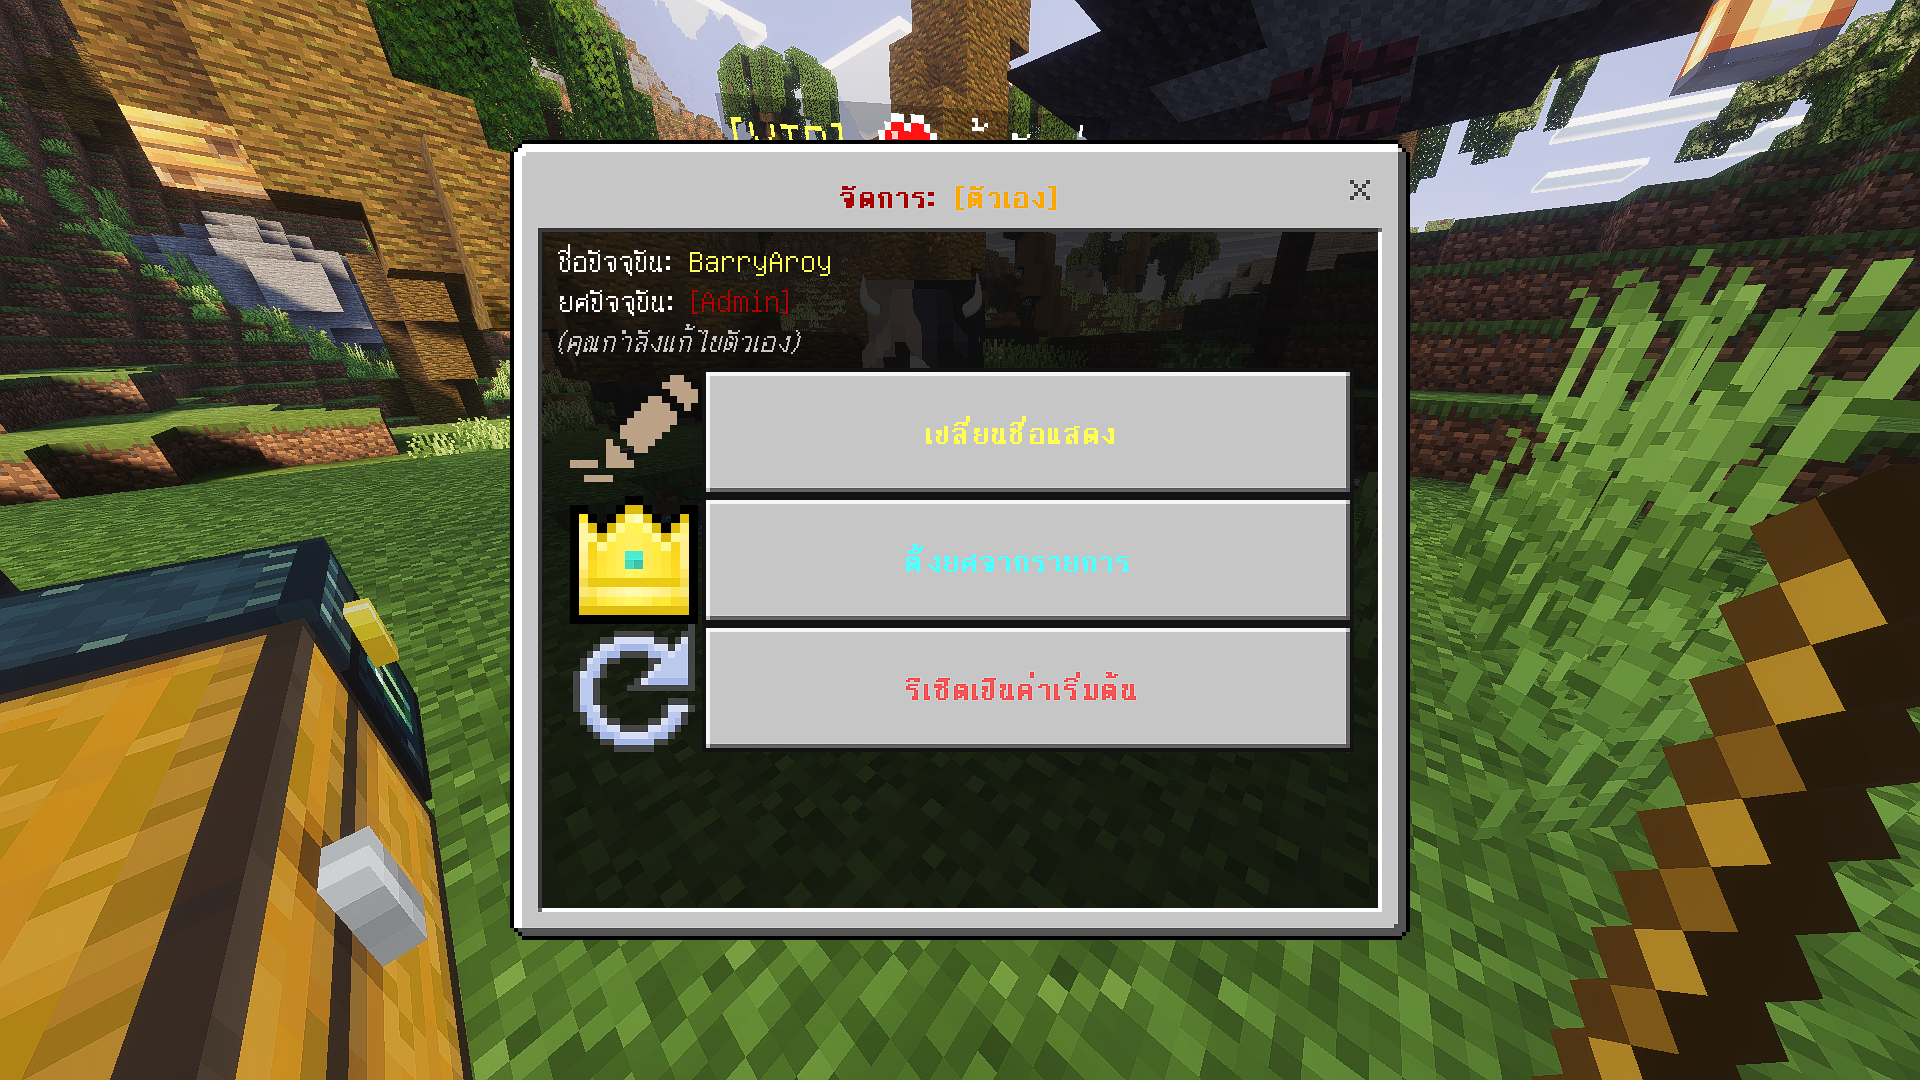 [VIP]
จัดการ: [ตัวเอง]
ชื่อปัจจุบัน: BarryAroy
ยศปัจจุบัน: [Admin]
(คุณกำลังแก้ไขตัวเอง)
เปลี่ยนชื่อแสดง
ตั้งยศจากรายการ
รีเซ็ตเป็นค่าเริ่มต้น